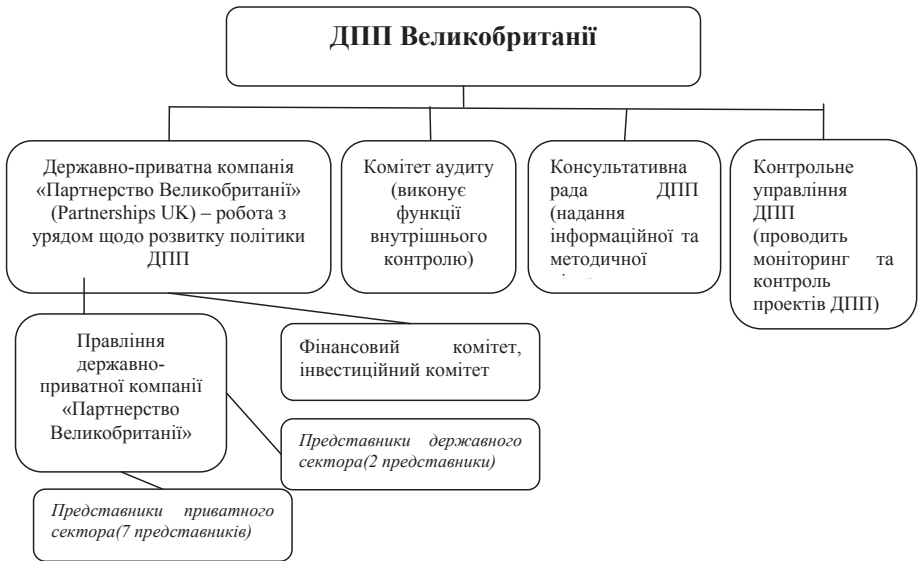 ДПП Великобританії
Державно-приватна компанія
«Партнерство Великобританії»
(Partnerships UK) – робота з
урядом щодо розвитку політики
ДПП
Комітет аудиту
(виконує
функції
внутрішнього
контролю)
Консультативна
рада ДПП
(надання
інформаційної та
методичної
Контрольне
управління
ДПП
(проводить
моніторинг та
контроль
проектів ДПП)
Правління
державно-
приватної компанії
«Партнерство
Великобританії»
Фінансовий комітет,
інвестиційний комітет
Представники державного
сектора(2 представники)
Представники приватного
сектора(7 представників)